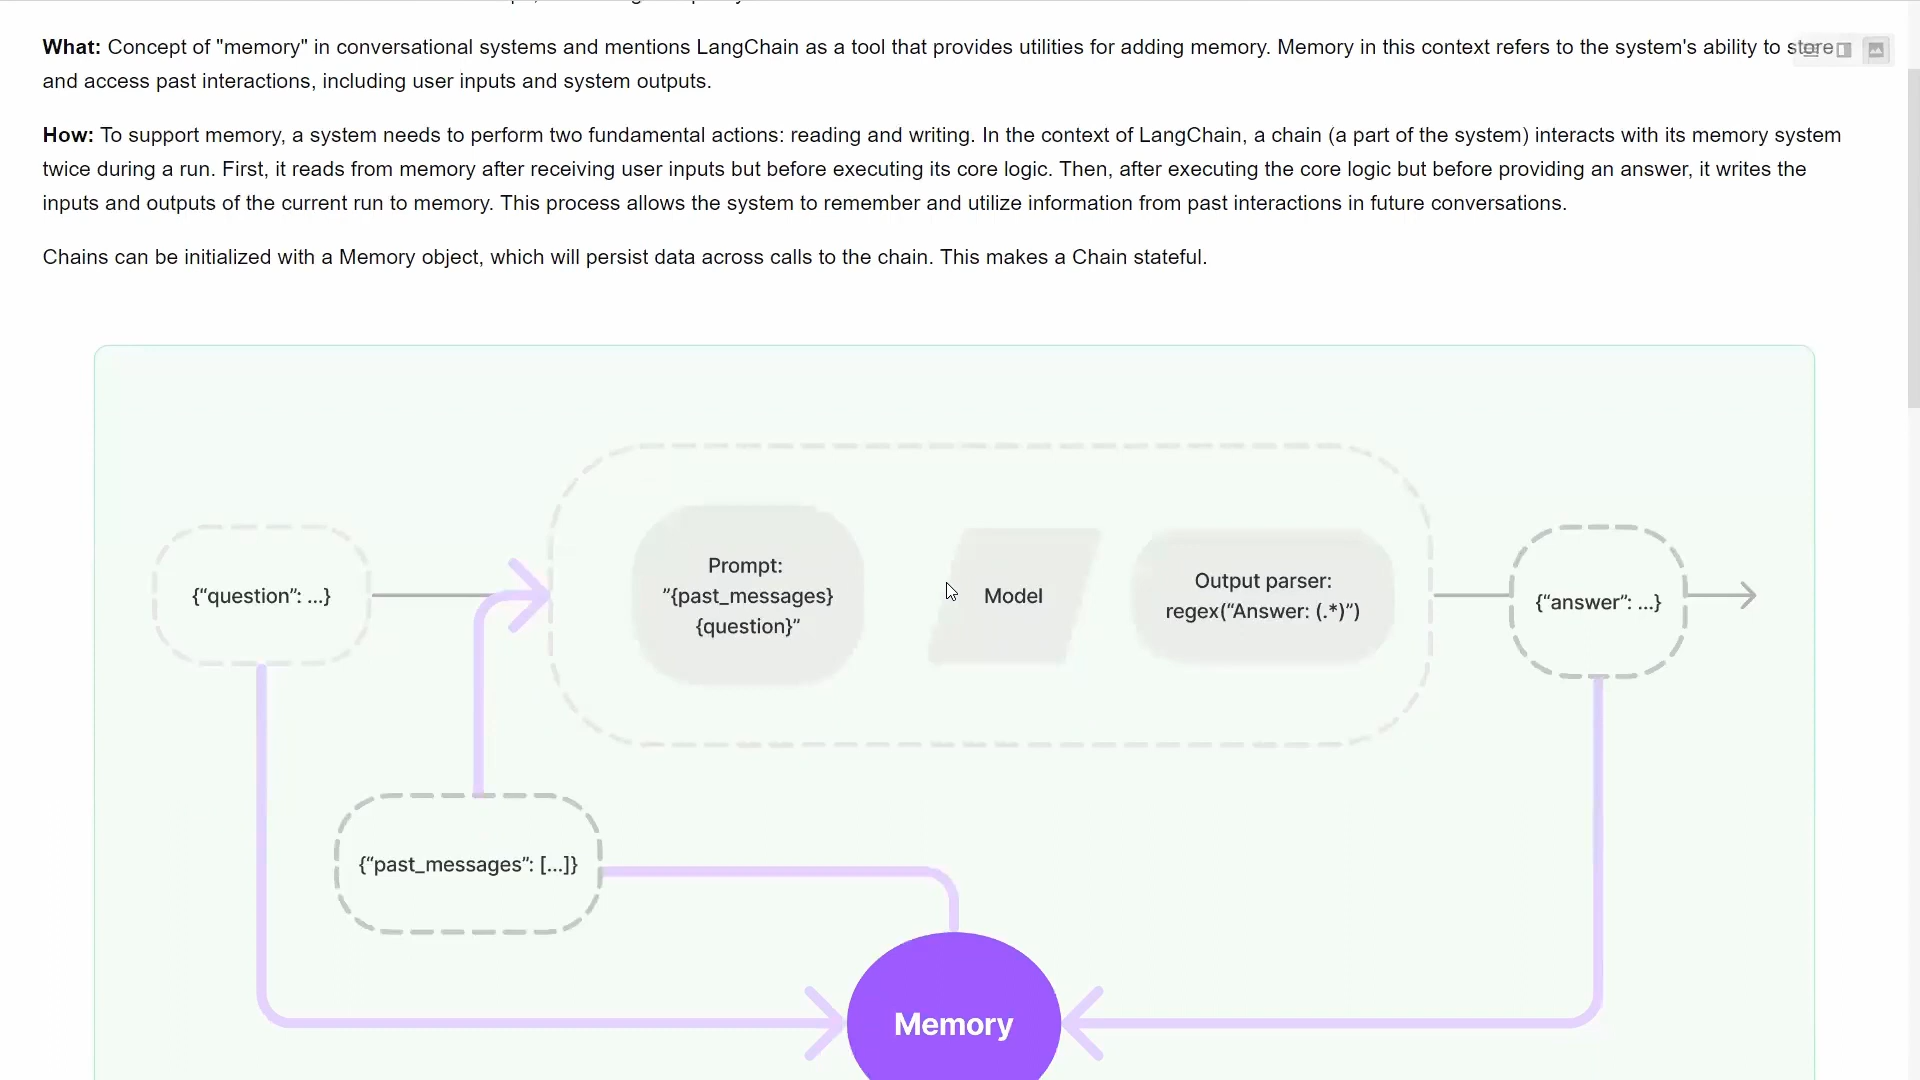 What: Concept of "memory" in conversational systems and mentions LangChain as a tool that provides utilities for adding memory. Memory in this context refers to the system's ability to store
and access past interactions, including user inputs and system outputs.
How: To support memory, a system needs to perform two fundamental actions: reading and writing. In the context of LangChain, a chain (a part of the system) interacts with its memory system
twice during a run. First, it reads from memory after receiving user inputs but before executing its core logic. Then, after executing the core logic but before providing an answer, it writes the
inputs and outputs of the current run to memory. This process allows the system to remember and utilize information from past interactions in future conversations.
Chains can be initialized with a Memory object, which will persist data across calls to the chain. This makes a Chain stateful.
{“question”: ...}
Prompt:
”{past_messages}
{question}”
Model
Output parser:
regex(“Answer: (.*)”)
{“answer”: ...}
{“past_messages”: [...]}
Memory